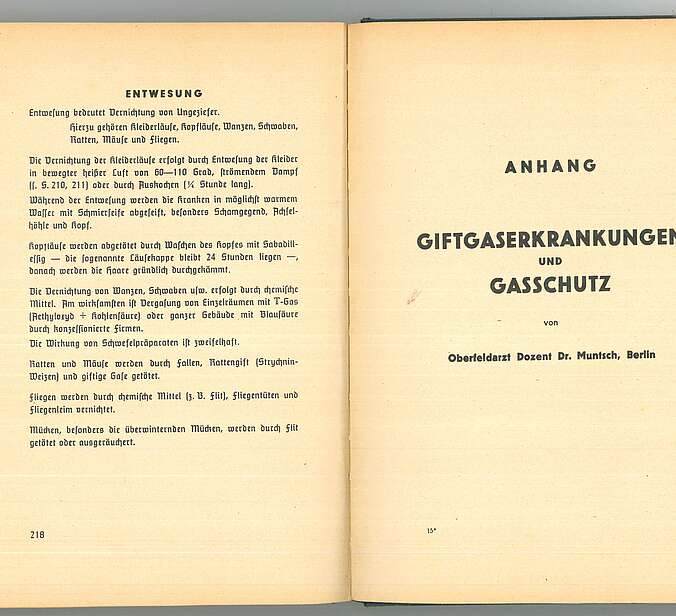 ENTWESUNG
Entwesung bedeutet Vernichtung von Ungeziefer.
Hierzu gehören Kleiderläuse, Kopfläuse, Wanzen, Schwaben,
Ratten, Mäuse und Fliegen.
Die Vernichtung der Kleiderläuse erfolgt durch Entwesung der Kleider
in bewegter heißer Luft von 60—110 Grad, strömendem Dampf
(s. S. 210, 211) oder durch Auskochen (¼ Stunde lang).
Während der Entwesung werden die Kranken in möglichst warmem
Wasser mit Schmierseife abgeseift, besonders Schamgegend, Achsel-
höhle und Kopf.
Kopfläuse werden abgetötet durch Waschen des Kopfes mit Sabadill-
essig — die sogenannte Läusekappe bleibt 24 Stunden liegen —,
danach werden die Haare gründlich durchgekämmt.
Die Vernichtung von Wanzen, Schwaben usw. erfolgt durch chemische
Mittel. Am wirksamsten ist Vergasung von Einzelräumen mit T-Gas
(Aethyloxyd + Kohlensäure) oder ganzer Gebäude mit Blausäure
durch konzessionierte Firmen.
Die Wirkung von Schwefelpräparaten ist zweifelhaft.
Ratten und Mäuse werden durch Fallen, Rattengift (Strychnin-
Weizen) und giftige Gase getötet.
Fliegen werden durch chemische Mittel (z. B. Flit), Fliegentüten und
Fliegenleim vernichtet.
Mücken, besonders die überwinternden Mücken, werden durch Flit
getötet oder ausgeräuchert.
218
ANHANG
GIFTGASERKRANKUNGEN
UND
GASSCHUTZ
von
Oberfeldarzt Dozent Dr. Muntsch, Berlin
15*